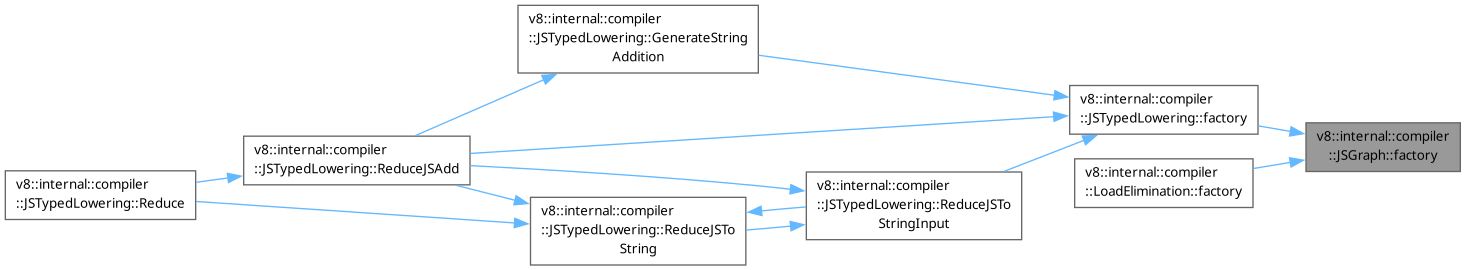 v8::internal::compiler
::JSTypedLowering::GenerateString
Addition
v8::internal::compiler
::JSTypedLowering::factory
v8::internal::compiler
::JSGraph::factory
v8::internal::compiler
::JSTypedLowering::ReduceJSAdd
v8::internal::compiler
::LoadElimination::factory
v8::internal::compiler
::JSTypedLowering::Reduce
v8::internal::compiler
::JSTypedLowering::ReduceJSTo
StringInput
v8::internal::compiler
::JSTypedLowering::ReduceJSTo
String